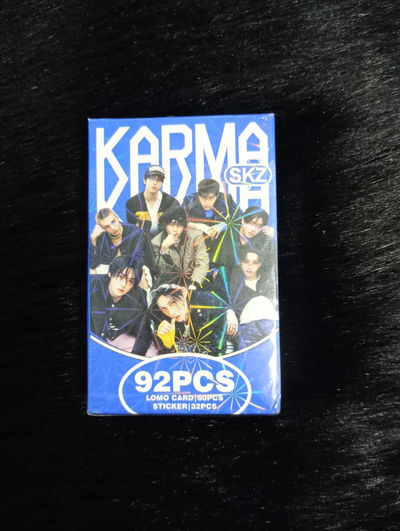 KARMA
SKZ
92PCS
LOMO CARD|60PCS
STICKER|32PCS